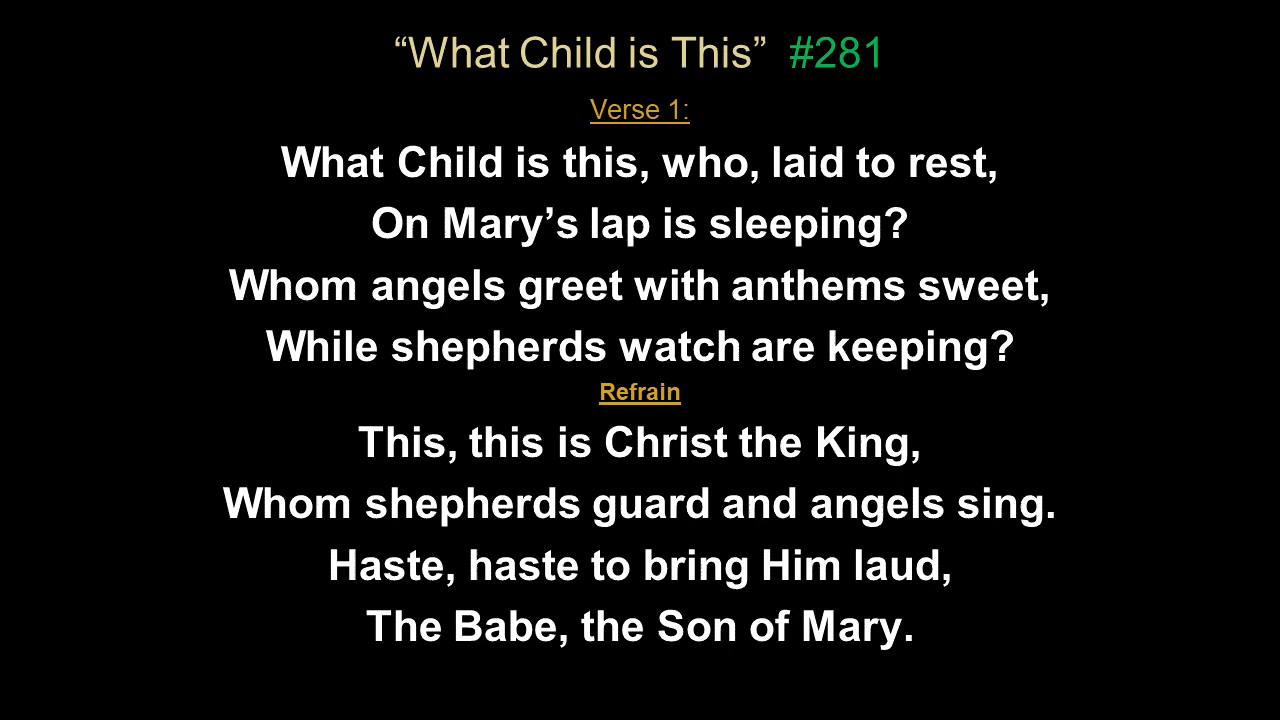 “What Child is This” #281
Verse 1:
What Child is this, who, laid to rest,
On Mary’s lap is sleeping?
Whom angels greet with anthems sweet,
While shepherds watch are keeping?
Refrain
This, this is Christ the King,
Whom shepherds guard and angels sing.
Haste, haste to bring Him laud,
The Babe, the Son of Mary.